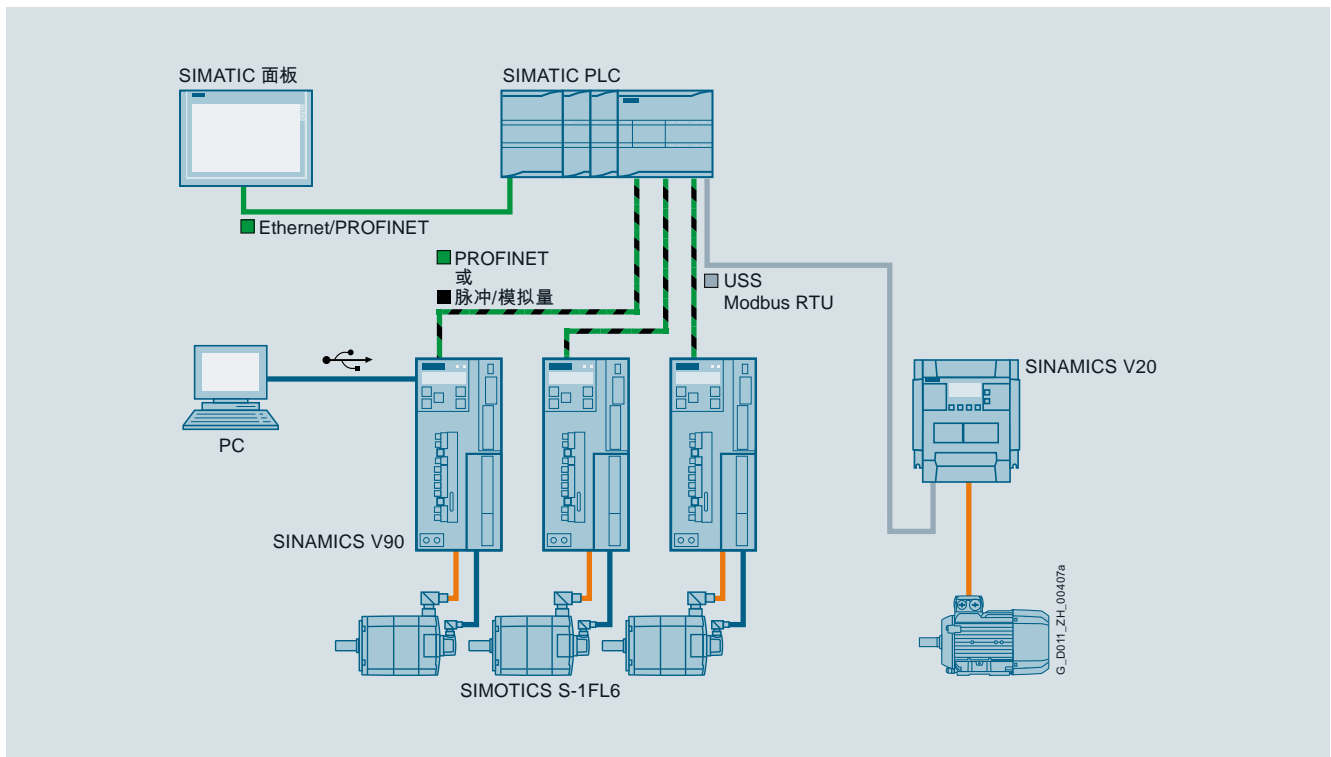 SIMATIC 面板
SIMATIC PLC
Ethernet/PROFINET
PROFINET
或
脉冲/模拟量
USS
Modbus RTU
SINAMICS V20
PC
SINAMICS V90
SIMOTICS S-1FL6
G_D011_ZH_00407a